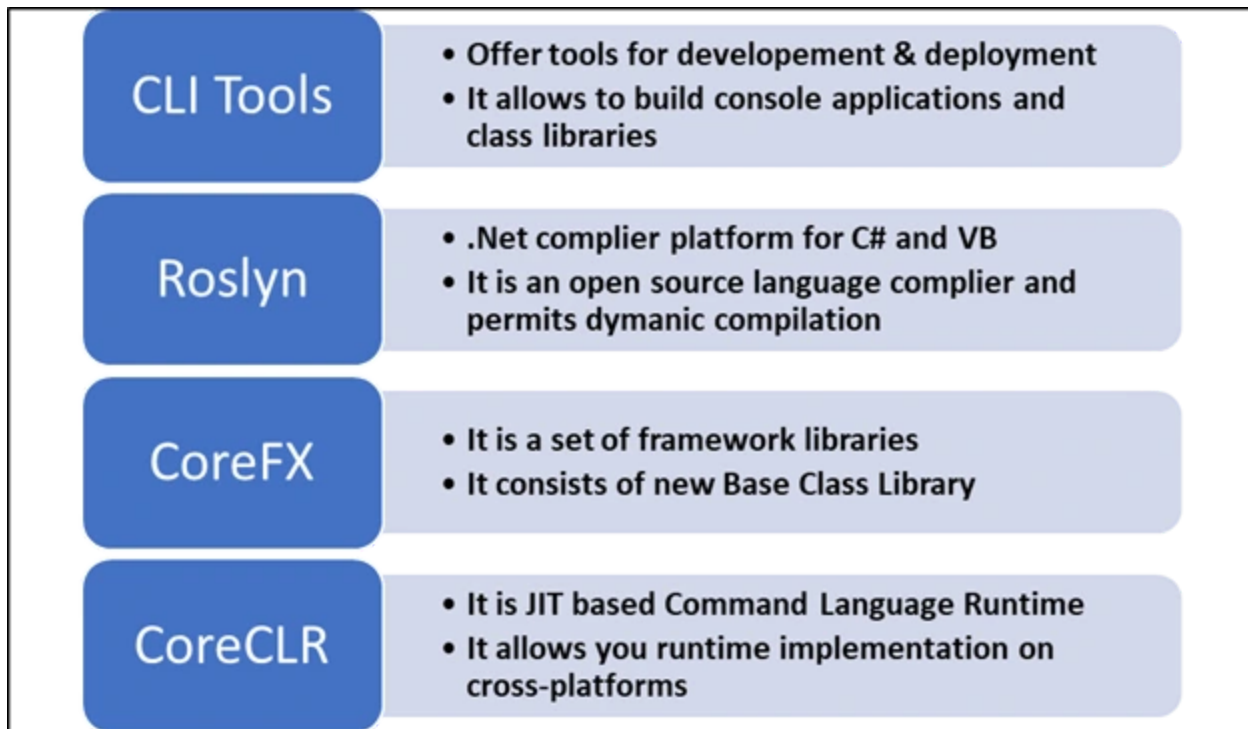 CLI Tools
• Offer tools for developement & deployment
• It allows to build console applications and
class libraries
Roslyn
• .Net complier platform for C# and VB
• It is an open source language complier and
permits dymanic compilation
CoreFX
• It is a set of framework libraries
• It consists of new Base Class Library
CoreCLR
• It is JIT based Command Language Runtime
• It allows you runtime implementation on
cross-platforms